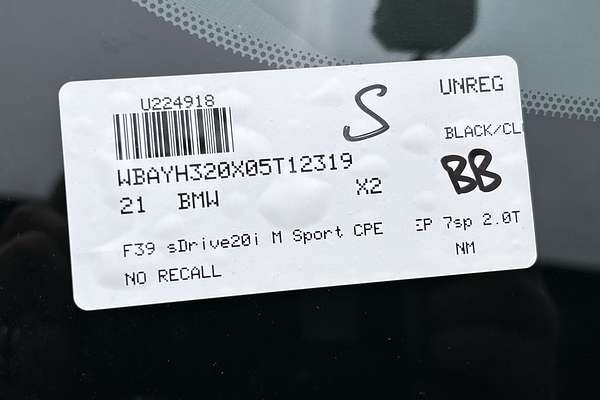 U224918
S
UNREG
BLACK/CL
WBAYH320X05T12319
BB
21 BMW X2
F39 sDrive20i M Sport CPE EP 7sp 2.0T
NO RECALL NM